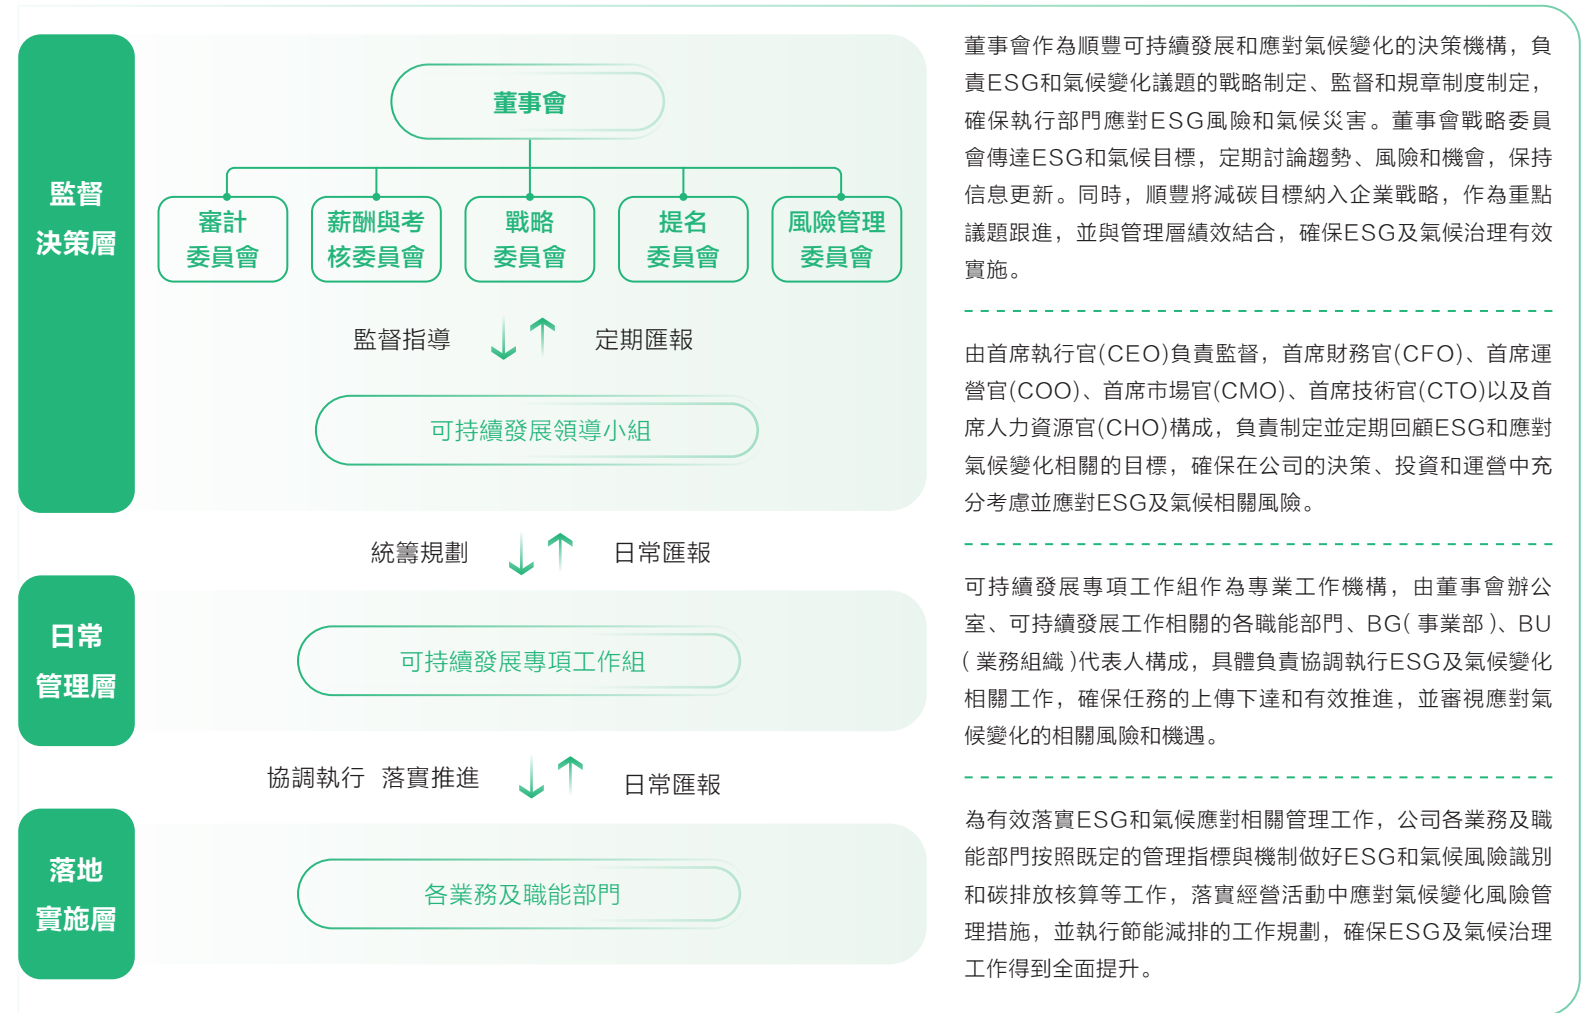 監督
決策層
董事會
審計
委員會
薪酬與考
核委員會
戰略
委員會
提名
委員會
風險管理
委員會
監督指導
定期匯報
可持續發展領導小組
董事會作為順豐可持續發展和應對氣候變化的決策機構，負
責ESG和氣候變化議題的戰略制定、監督和規章制度制定，
確保執行部門應對ESG風險和氣候災害。董事會戰略委員
會傳達ESG和氣候目標，定期討論趨勢、風險和機會，保持
信息更新。同時，順豐將減碳目標納入企業戰略，作為重點
議題跟進，並與管理層績效結合，確保ESG及氣候治理有效
實施。
由首席執行官(CEO)負責監督，首席財務官(CFO)、首席運
營官(COO)、首席市場官(CMO)、首席技術官(CTO)以及首
席人力資源官(CHO)構成，負責制定並定期回顧ESG和應對
氣候變化相關的目標，確保在公司的決策、投資和運營中充
分考慮並應對ESG及氣候相關風險。
統籌規劃
日常匯報
日常
管理層
可持續發展專項工作組
可持續發展專項工作組作為專業工作機構，由董事會辦公
室、可持續發展工作相關的各職能部門、BG( 事業部 )、BU
( 業務組織 )代表人構成，具體負責協調執行ESG及氣候變化
相關工作，確保任務的上傳下達和有效推進，並審視應對氣
候變化的相關風險和機遇。
協調執行 落實推進
日常匯報
落地
實施層
各業務及職能部門
為有效落實ESG和氣候應對相關管理工作，公司各業務及職
能部門按照既定的管理指標與機制做好ESG和氣候風險識別
和碳排放核算等工作，落實經營活動中應對氣候變化風險管
理措施，並執行節能減排的工作規劃，確保ESG及氣候治理
工作得到全面提升。